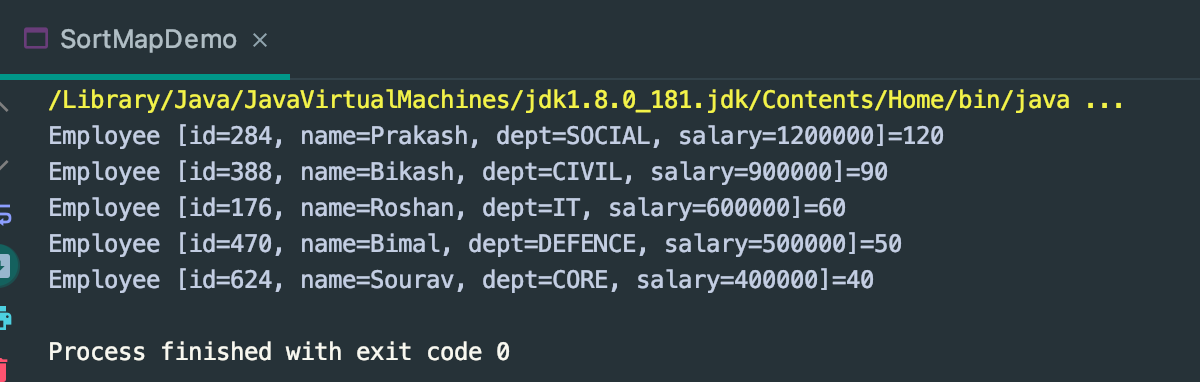 SortMapDemo ×
/Library/Java/JavaVirtualMachines/jdk1.8.0_181.jdk/Contents/Home/bin/java ...
Employee [id=284, name=Prakash, dept=SOCIAL, salary=1200000]=120
Employee [id=388, name=Bikash, dept=CIVIL, salary=900000]=90
Employee [id=176, name=Roshan, dept=IT, salary=600000]=60
Employee [id=470, name=Bimal, dept=DEFENCE, salary=500000]=50
Employee [id=624, name=Sourav, dept=CORE, salary=400000]=40
Process finished with exit code 0